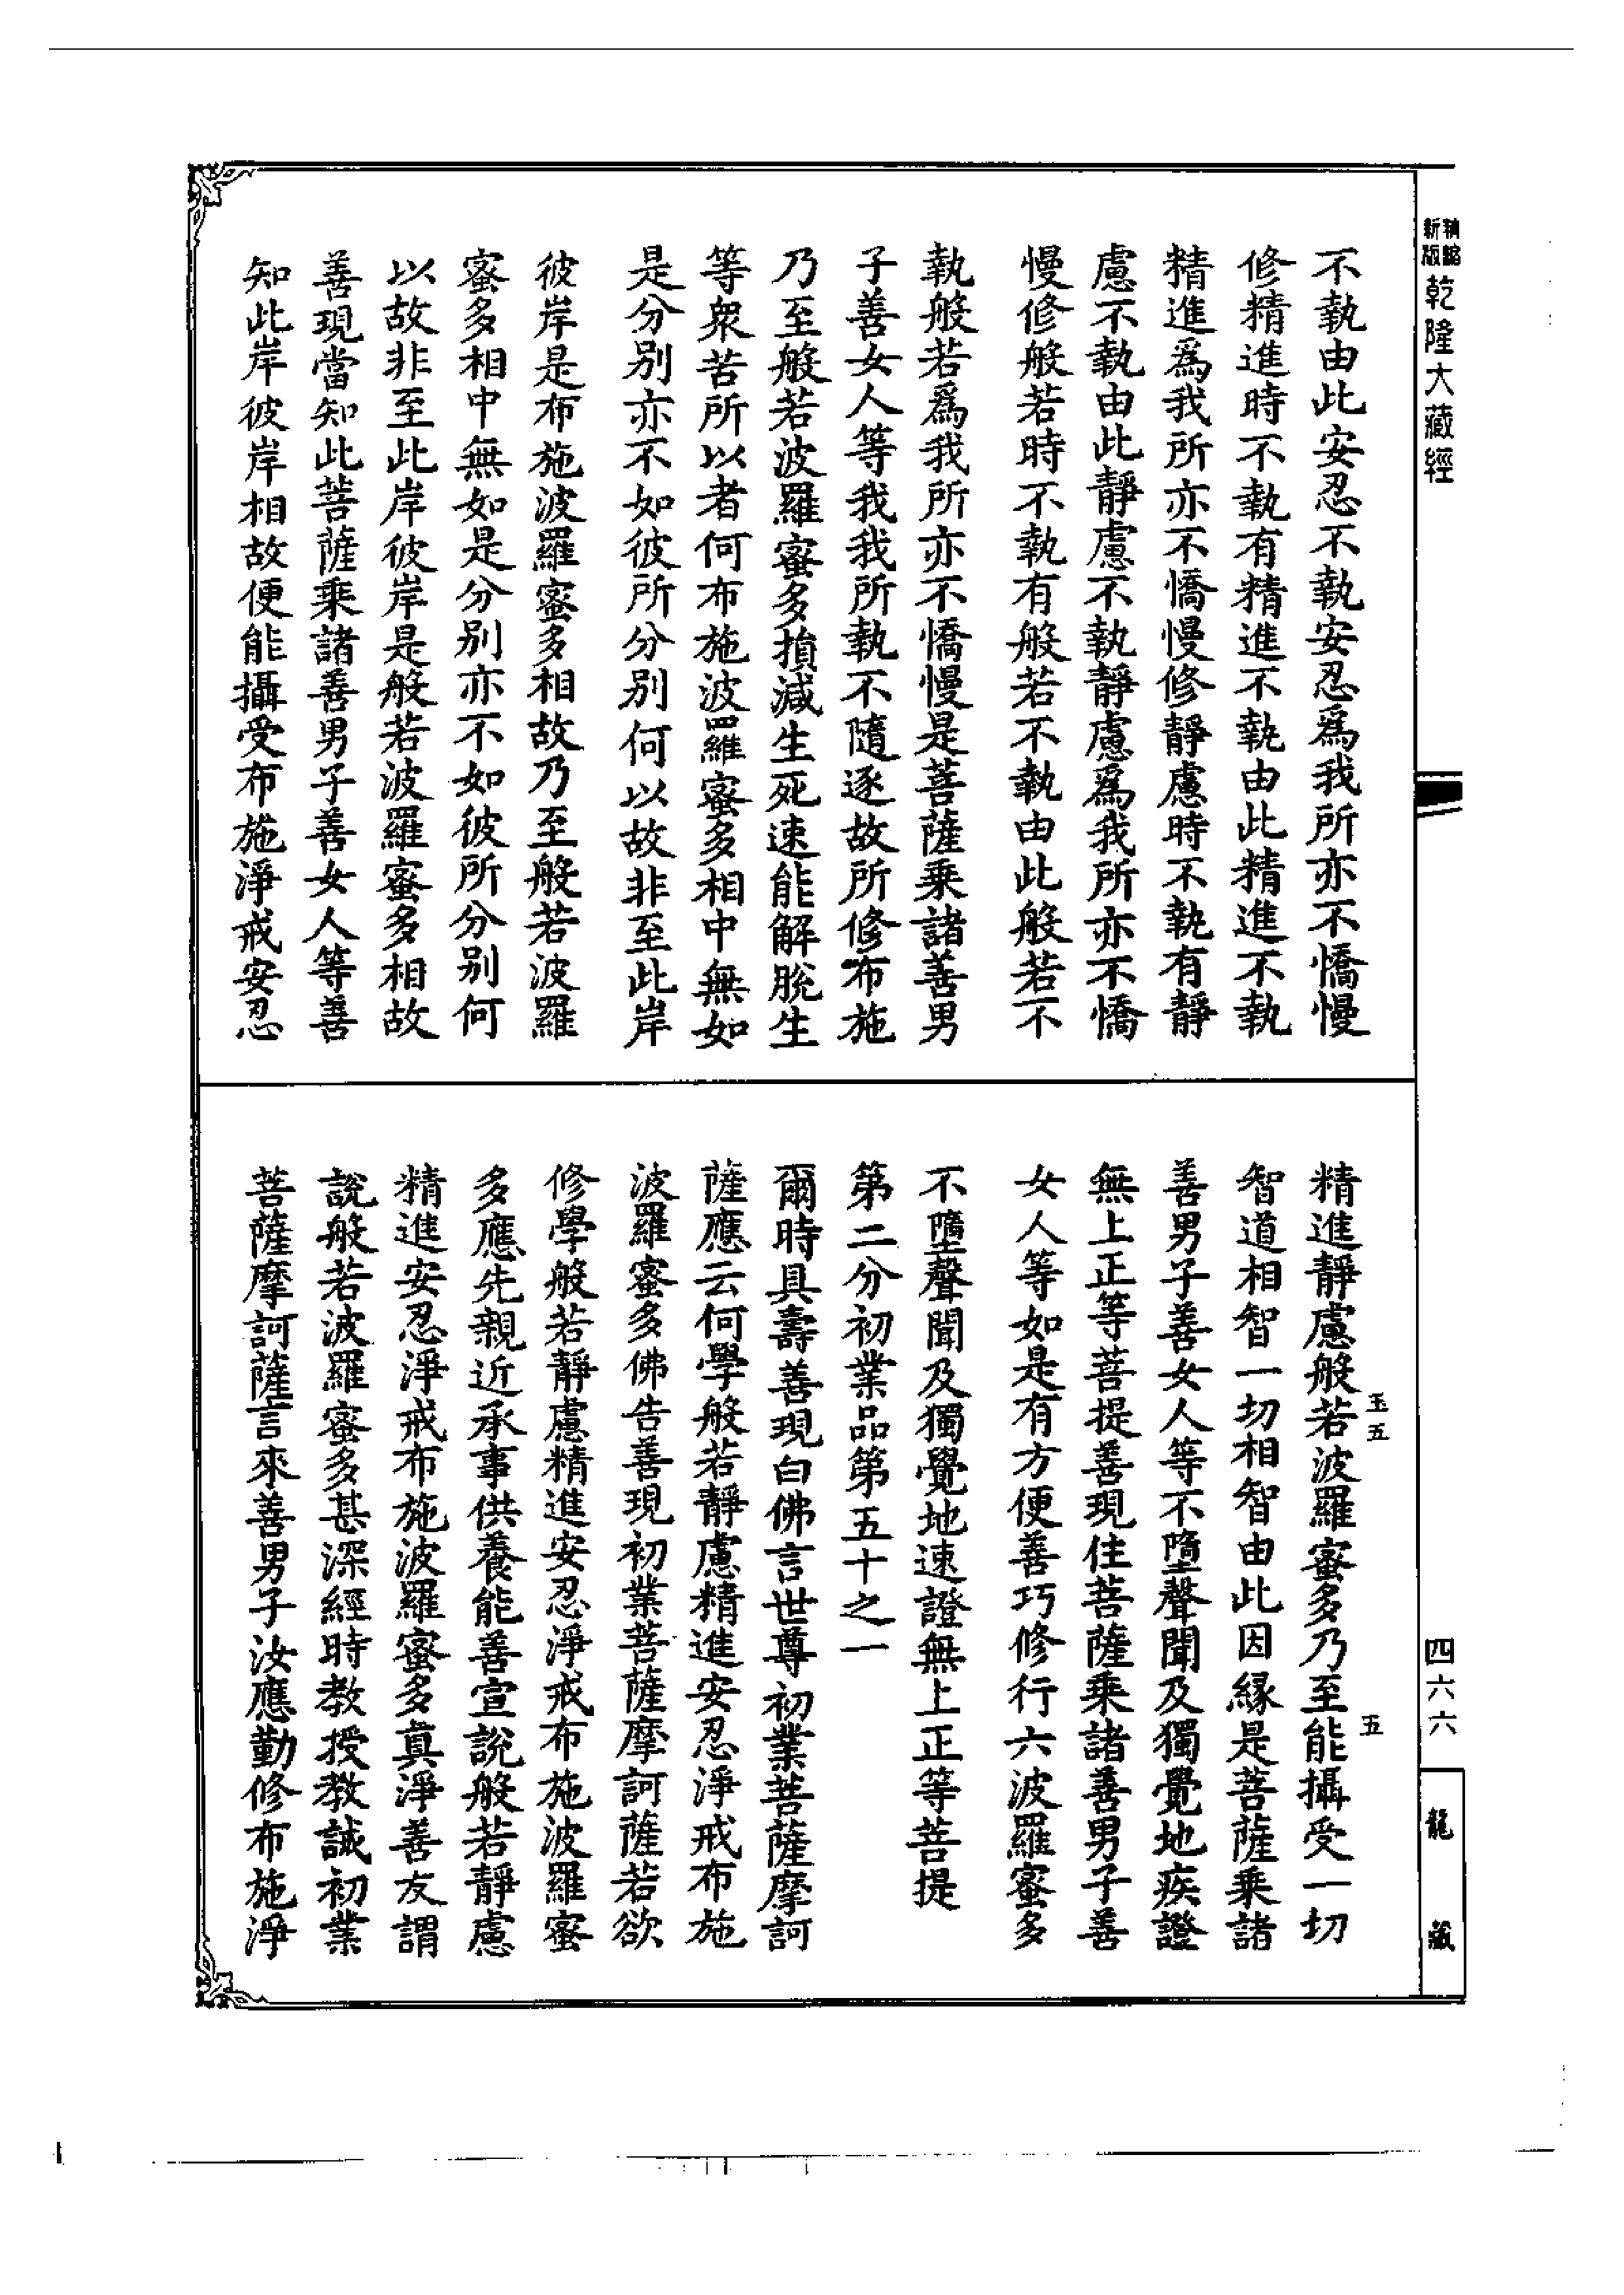 精縮
新版
乾隆大藏經
不執由此安忍不執安忍爲我所亦不憍慢
修精進時不執有精進不執由此精進不執
精進爲我所亦不憍慢修靜慮時不執有靜
慮不執由此靜慮不執靜慮爲我所亦不憍
慢修般若時不執有般若不執由此般若不
執般若爲我所亦不憍慢是菩薩乘諸善男
子善女人等我我所執不隨逐故所修布施
乃至般若波羅蜜多損減生死速能解脫生
等衆苦所以者何布施波羅蜜多相中無如
是分別亦不如彼所分別何以故非至此岸
彼岸是布施波羅蜜多相故乃至般若波羅
蜜多相中無如是分別亦不如彼所分別何
以故非至此岸彼岸是般若波羅蜜多相故
善現當知此菩薩乘諸善男子善女人等善
知此岸彼岸相故便能攝受布施淨戒安忍
精進靜慮般若波羅蜜多乃至能攝受一切
智道相智一切相智由此因緣是菩薩乘諸
善男子善女人等不墮聲聞及獨覺地疾證
無上正等菩提善現住菩薩乘諸善男子善
女人等如是有方便善巧修行六波羅蜜多
不墮聲聞及獨覺地速證無上正等菩提
第二分初業品第五十之一
爾時具壽善現白佛言世尊初業菩薩摩訶
薩應云何學般若靜慮精進安忍淨戒布施
波羅蜜多佛告善現初業菩薩摩訶薩若欲
修學般若靜慮精進安忍淨戒布施波羅蜜
多應先親近承事供養能善宣說般若靜慮
精進安忍淨戒布施波羅蜜多真淨善友謂
說般若波羅蜜多甚深經時教授教誡初業
菩薩摩訶薩言來善男子汝應勤修布施淨
玉五
五
四六六
龍藏